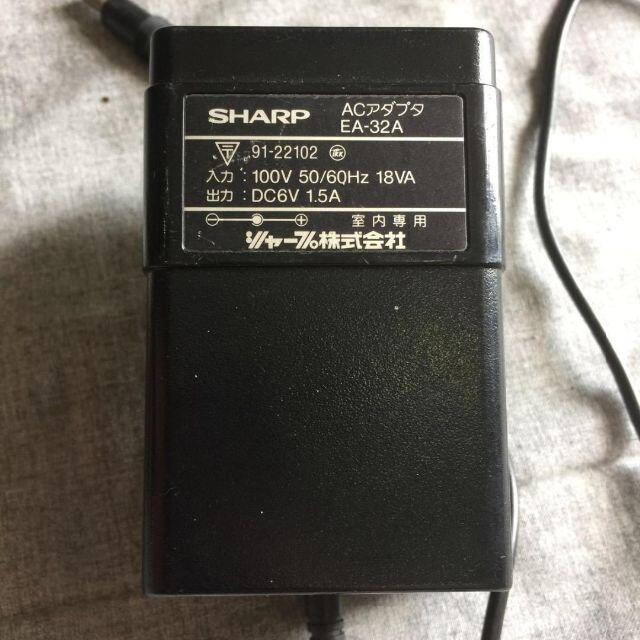 SHARP ACアダプタ
EA-32A
91-22102
入力 : 100V 50/60Hz 18VA
出力 : DC6V 1.5A
室内専用
シャープ株式会社